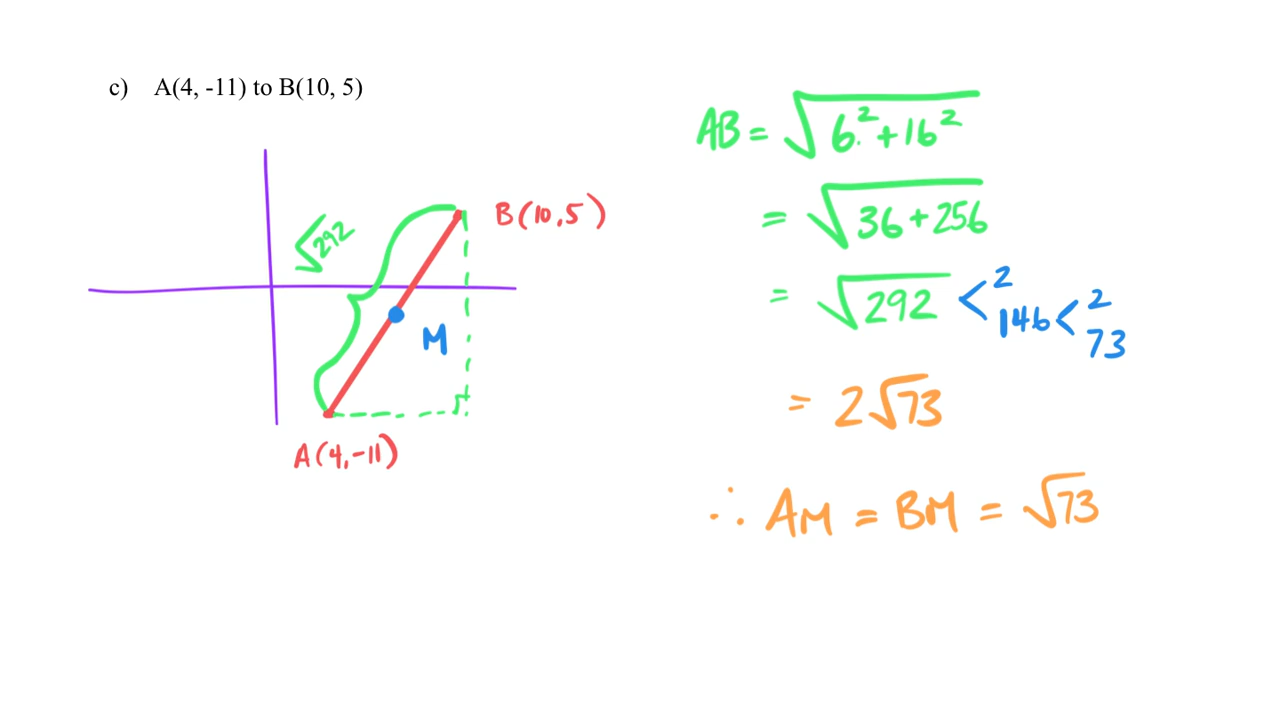 c) A(4, -11) to B(10, 5)
AB = √(6² + 16²)
= √(36 + 256)
= √292 < 2 146 < 2 73
= 2√73
∴ AM = BM = √73
√292
B(10,5)
M
A(4,-11)